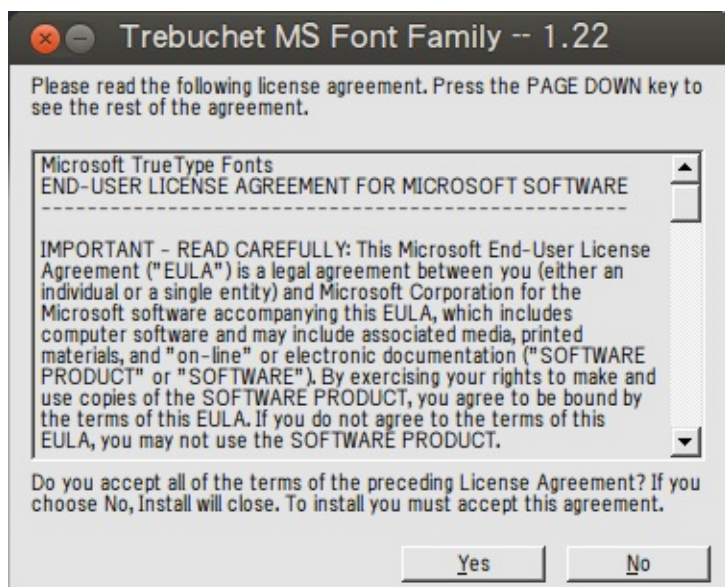 Trebuchet MS Font Family -- 1.22
Please read the following license agreement. Press the PAGE DOWN key to
see the rest of the agreement.
Microsoft TrueType Fonts
END-USER LICENSE AGREEMENT FOR MICROSOFT SOFTWARE
----------------------------------------------------
IMPORTANT - READ CAREFULLY: This Microsoft End-User License
Agreement ("EULA") is a legal agreement between you (either an
individual or a single entity) and Microsoft Corporation for the
Microsoft software accompanying this EULA, which includes
computer software and may include associated media, printed
materials, and "on-line" or electronic documentation ("SOFTWARE
PRODUCT" or "SOFTWARE"). By exercising your rights to make and
use copies of the SOFTWARE PRODUCT, you agree to be bound by
the terms of this EULA. If you do not agree to the terms of this
EULA, you may not use the SOFTWARE PRODUCT.
Do you accept all of the terms of the preceding License Agreement? If you
choose No, Install will close. To install you must accept this agreement.
Yes
No